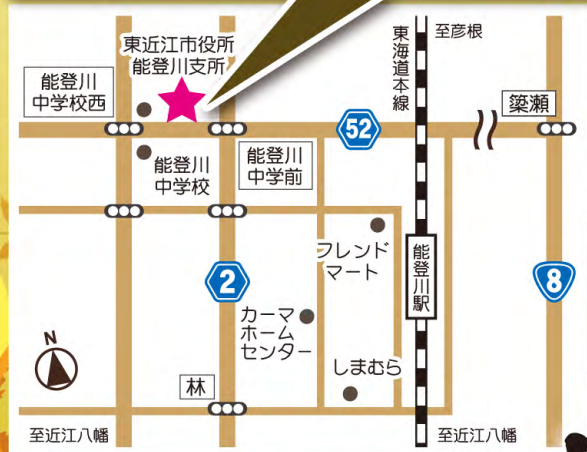 東近江市役所
能登川支所
東海道本線
至彦根
能登川
中学校西
簗瀬
52
能登川
中学校
能登川
中学前
フレンド
マート
能登川駅
2
8
カーマ
ホーム
センター
N
しまむら
林
至近江八幡
至近江八幡